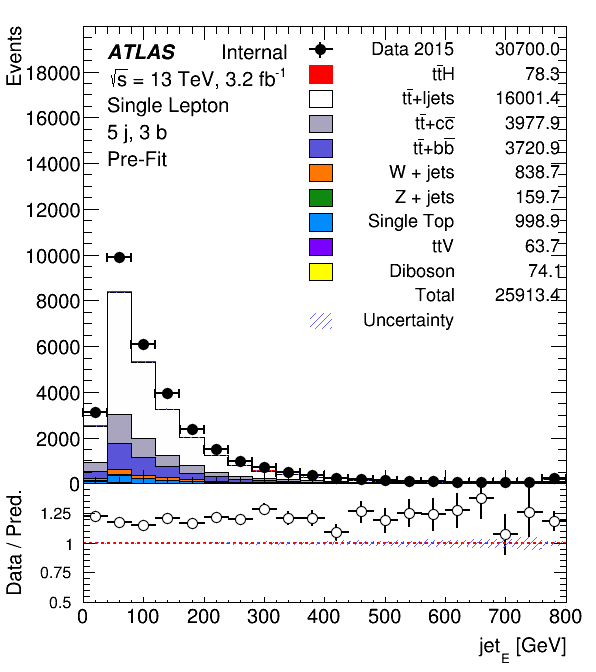 Events
18000
16000
14000
12000
10000
8000
6000
4000
2000
0
ATLAS Internal
√s = 13 TeV, 3.2 fb⁻¹
Single Lepton
5 j, 3 b
Pre-Fit
Data 2015 30700.0
tt̄H 78.3
tt̄+ljets 16001.4
tt̄+cc̄ 3977.9
tt̄+bb̄ 3720.9
W + jets 838.7
Z + jets 159.7
Single Top 998.9
ttV 63.7
Diboson 74.1
Total 25913.4
Uncertainty
Data / Pred.
1.25
1
0.75
0.5
0 100 200 300 400 500 600 700 800
jet_E [GeV]